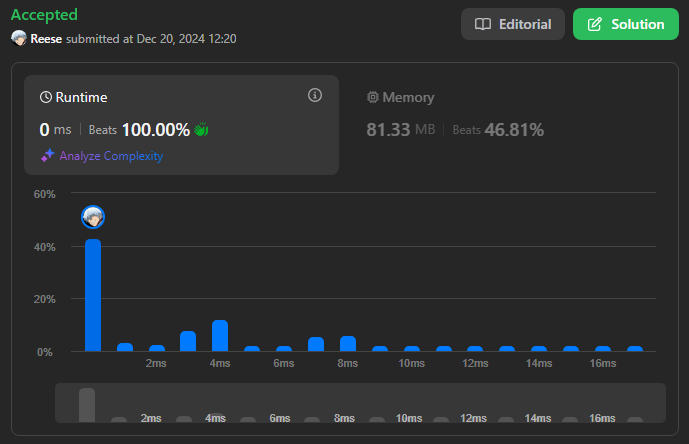 Accepted
Editorial
Solution
Reese submitted at Dec 20, 2024 12:20
Runtime
Memory
0 ms | Beats 100.00%
81.33 MB | Beats 46.81%
Analyze Complexity
60%
40%
20%
0%
2ms 4ms 6ms 8ms 10ms 12ms 14ms 16ms
2ms 4ms 6ms 8ms 10ms 12ms 14ms 16ms